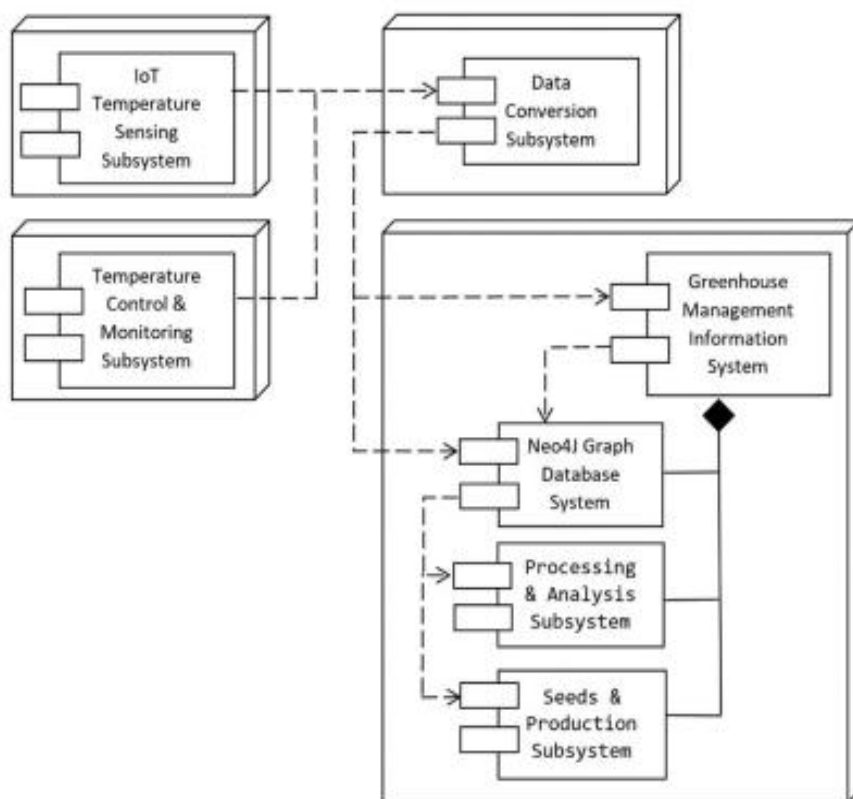 IoT
Temperature
Sensing
Subsystem
Data
Conversion
Subsystem
Temperature
Control &
Monitoring
Subsystem
Greenhouse
Management
Information
System
Neo4J Graph
Database
System
Processing
& Analysis
Subsystem
Seeds &
Production
Subsystem